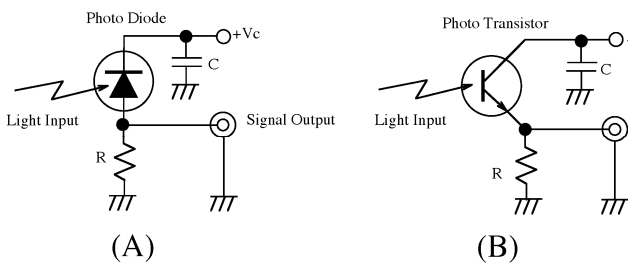 Photo Diode
+Vc
C
Light Input
Signal Output
R
(A)
Photo Transistor
C
Light Input
R
(B)